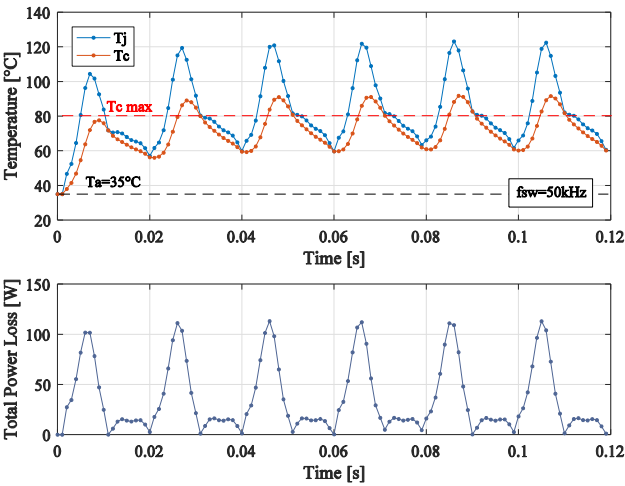 140
120
100
80
60
40
20
Temperature [°C]
Tj
Tc
Tc max
Ta=35°C
fsw=50kHz
0 0.02 0.04 0.06 0.08 0.1 0.12
Time [s]
150
100
50
0
Total Power Loss [W]
0 0.02 0.04 0.06 0.08 0.1 0.12
Time [s]